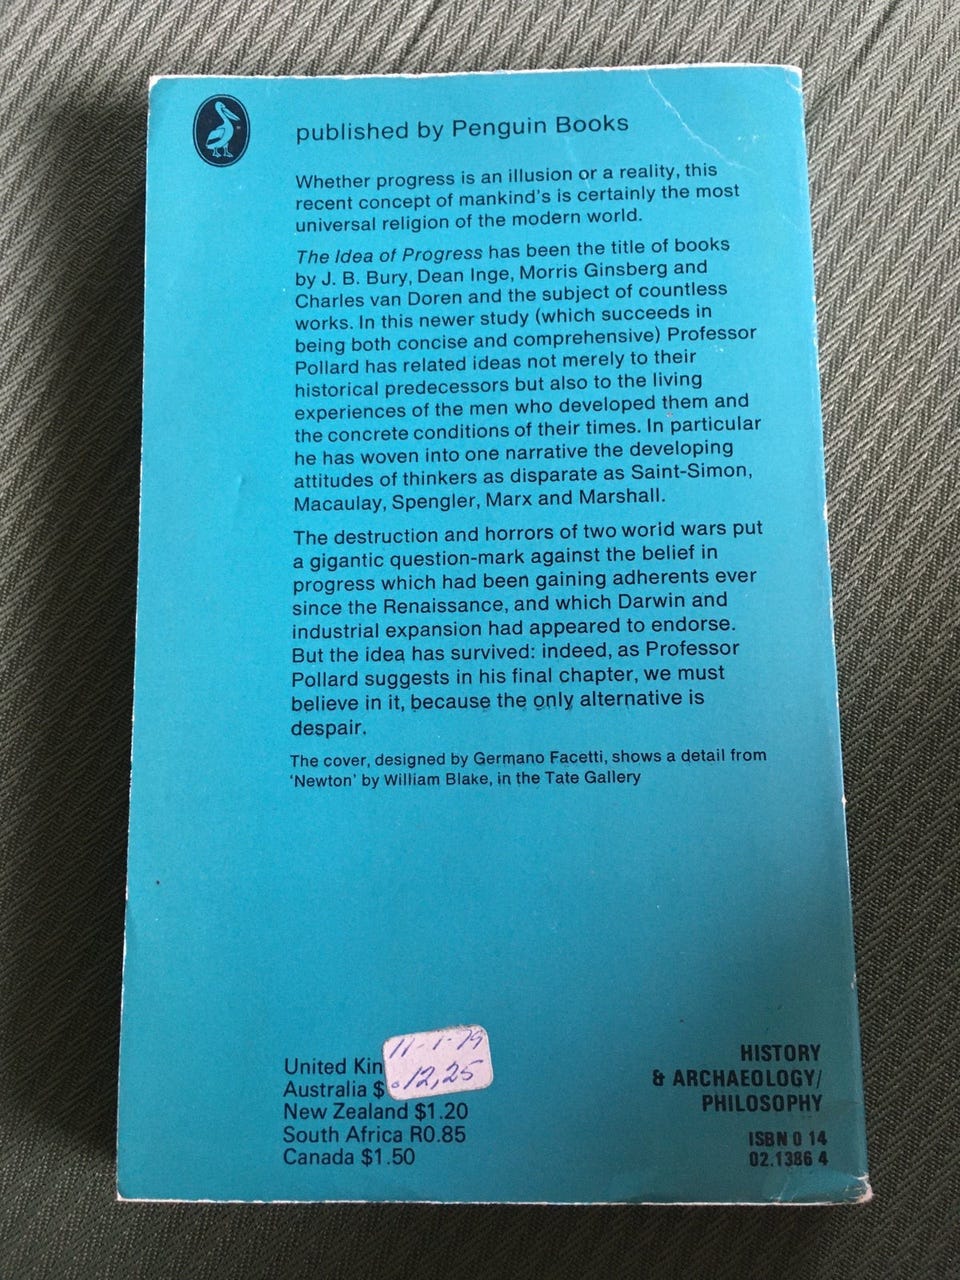 published by Penguin Books
Whether progress is an illusion or a reality, this
recent concept of mankind's is certainly the most
universal religion of the modern world.
The Idea of Progress has been the title of books
by J. B. Bury, Dean Inge, Morris Ginsberg and
Charles van Doren and the subject of countless
works. In this newer study (which succeeds in
being both concise and comprehensive) Professor
Pollard has related ideas not merely to their
historical predecessors but also to the living
experiences of the men who developed them and
the concrete conditions of their times. In particular
he has woven into one narrative the developing
attitudes of thinkers as disparate as Saint-Simon,
Macaulay, Spengler, Marx and Marshall.
The destruction and horrors of two world wars put
a gigantic question-mark against the belief in
progress which had been gaining adherents ever
since the Renaissance, and which Darwin and
industrial expansion had appeared to endorse.
But the idea has survived: indeed, as Professor
Pollard suggests in his final chapter, we must
believe in it, because the only alternative is
despair.
The cover, designed by Germano Facetti, shows a detail from
'Newton' by William Blake, in the Tate Gallery
12,25
United Kin
Australia $
New Zealand $1.20
South Africa R0.85
Canada $1.50
HISTORY
& ARCHAEOLOGY/
PHILOSOPHY
ISBN 0 14
02.1386 4